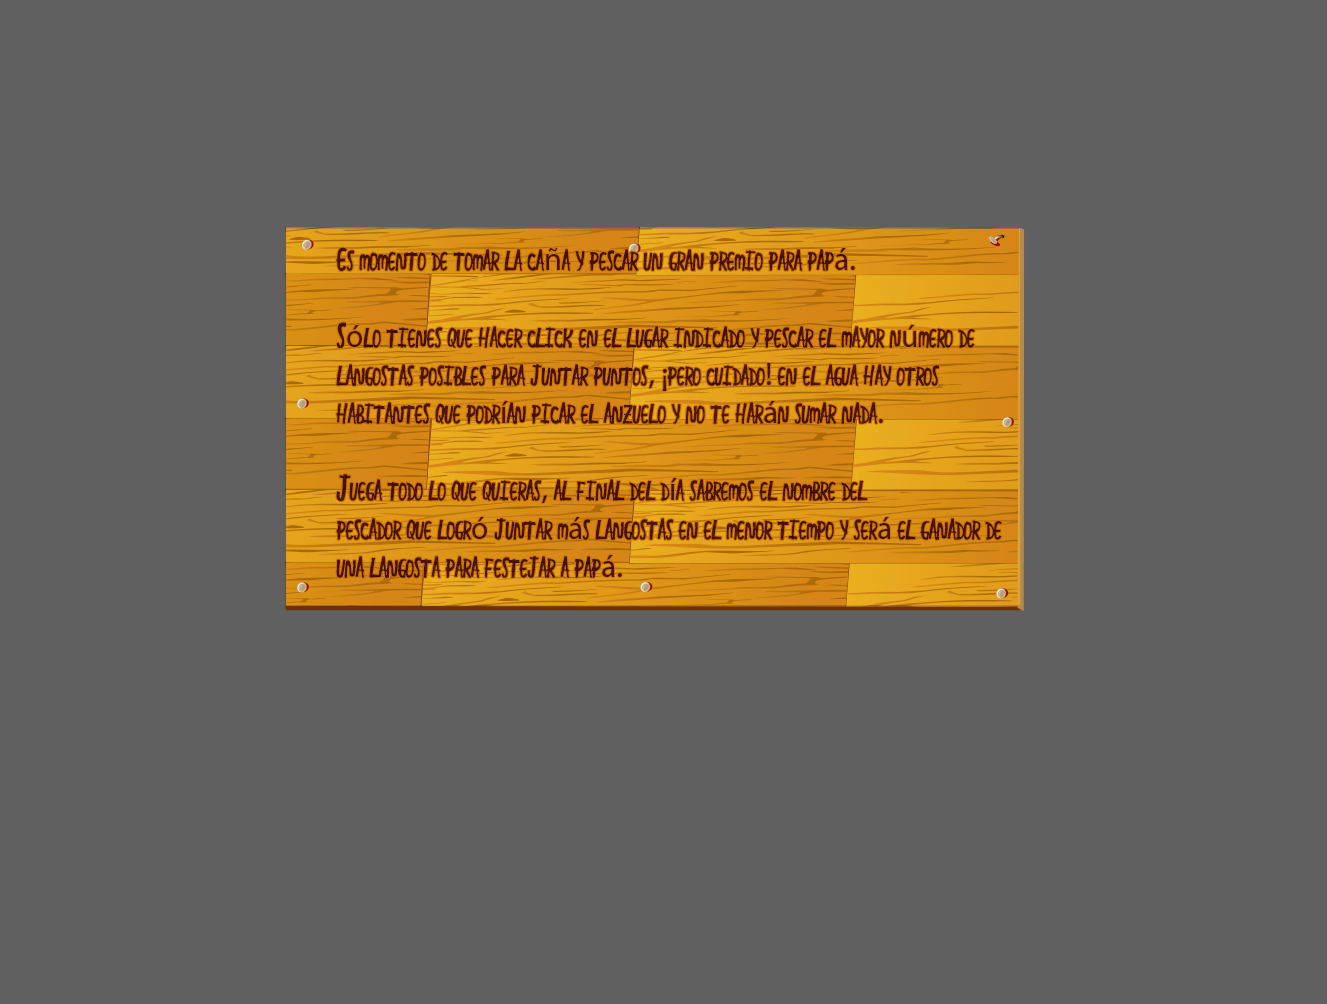 Es momento de tomar la caña y pescar un gran premio para papá.
Sólo tienes que hacer click en el lugar indicado y pescar el mayor número de
langostas posibles para juntar puntos, ¡pero cuidado! en el agua hay otros
habitantes que podrían picar el anzuelo y no te harán sumar nada.
Juega todo lo que quieras, al final del día sabremos el nombre del
pescador que logró juntar más langostas en el menor tiempo y será el ganador de
una langosta para festejar a papá.